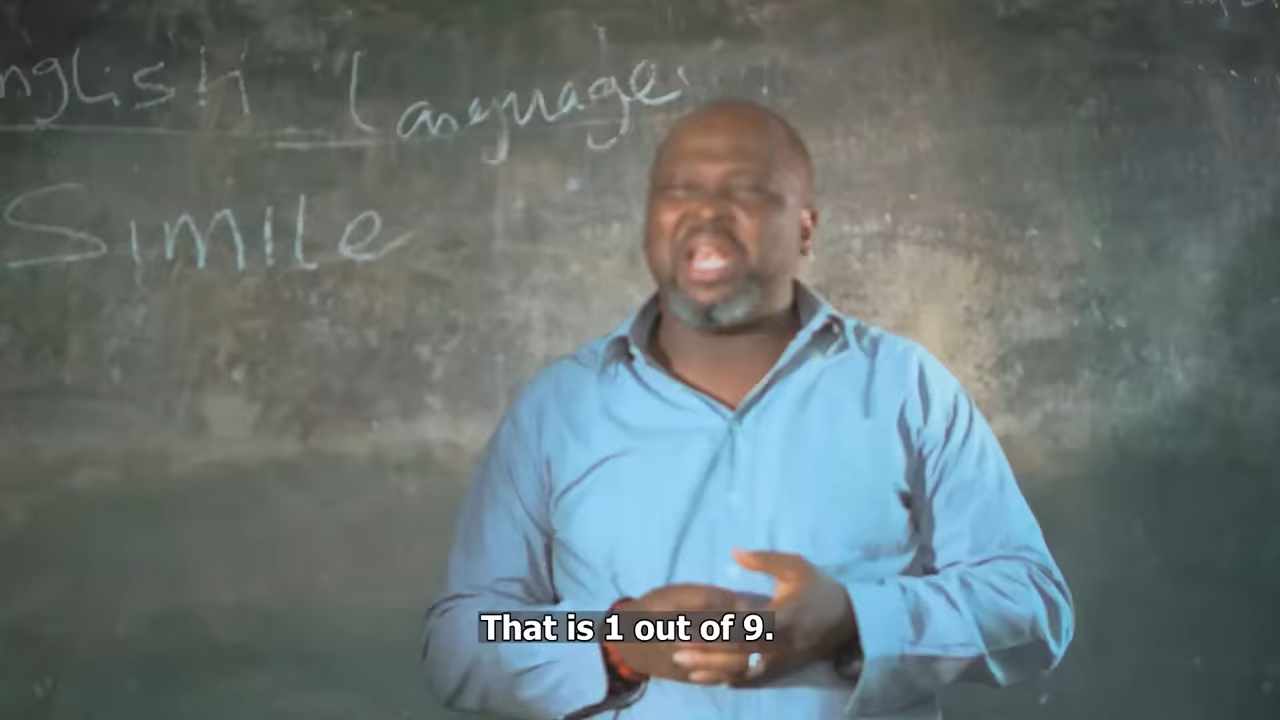 nglish Language
Simile
That is 1 out of 9.